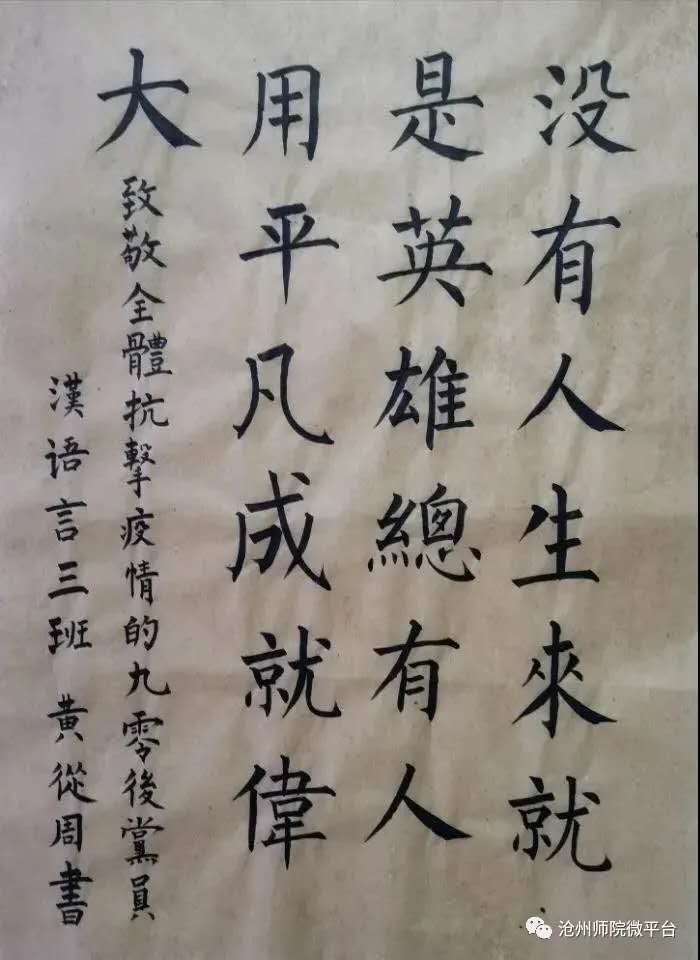 没有人生來就
是英雄總有人
用平凡成就偉
大
致敬全體抗擊疫情的九零後黨員
漢语言三班 黄從周書
沧州师院微平台